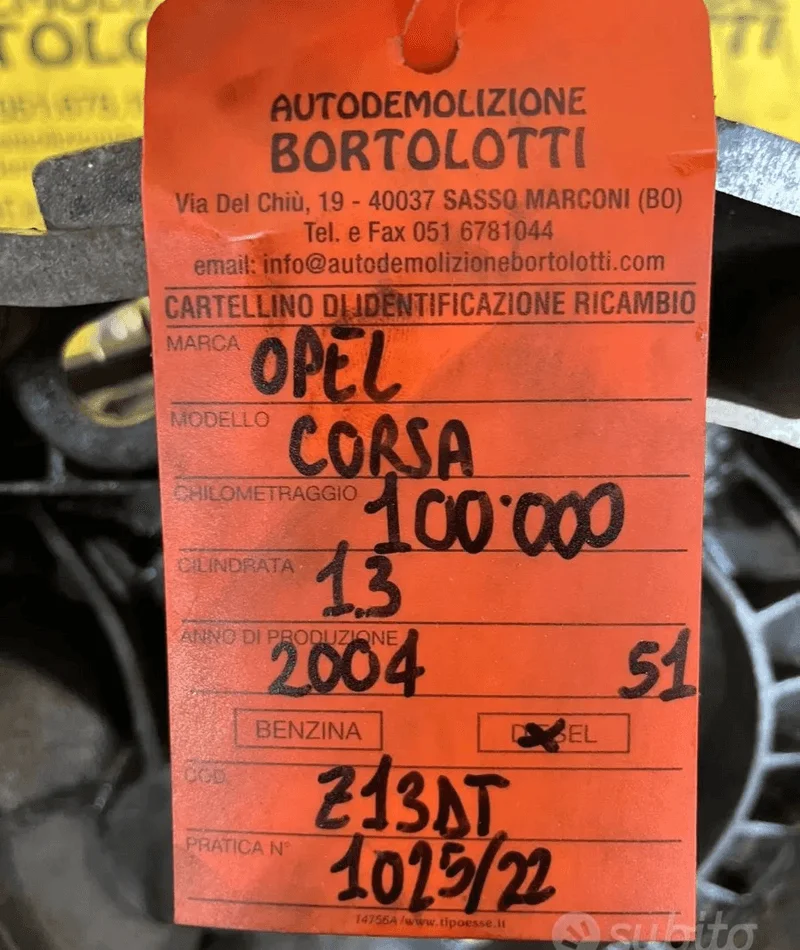 AUTODEMOLIZIONE
BORTOLOTTI
Via Del Chiù, 19 - 40037 SASSO MARCONI (BO)
Tel. e Fax 051 6781044
email: info@autodemolizionebortolotti.com
CARTELLINO DI IDENTIFICAZIONE RICAMBIO
MARCA OPEL
MODELLO CORSA
CHILOMETRAGGIO 100.000
CILINDRATA 1.3
ANNO DI PRODUZIONE
2004 51
BENZINA DIESEL
COD. Z13DT
PRATICA N° 1025/22
14756A / www.tipoesse.it
subito